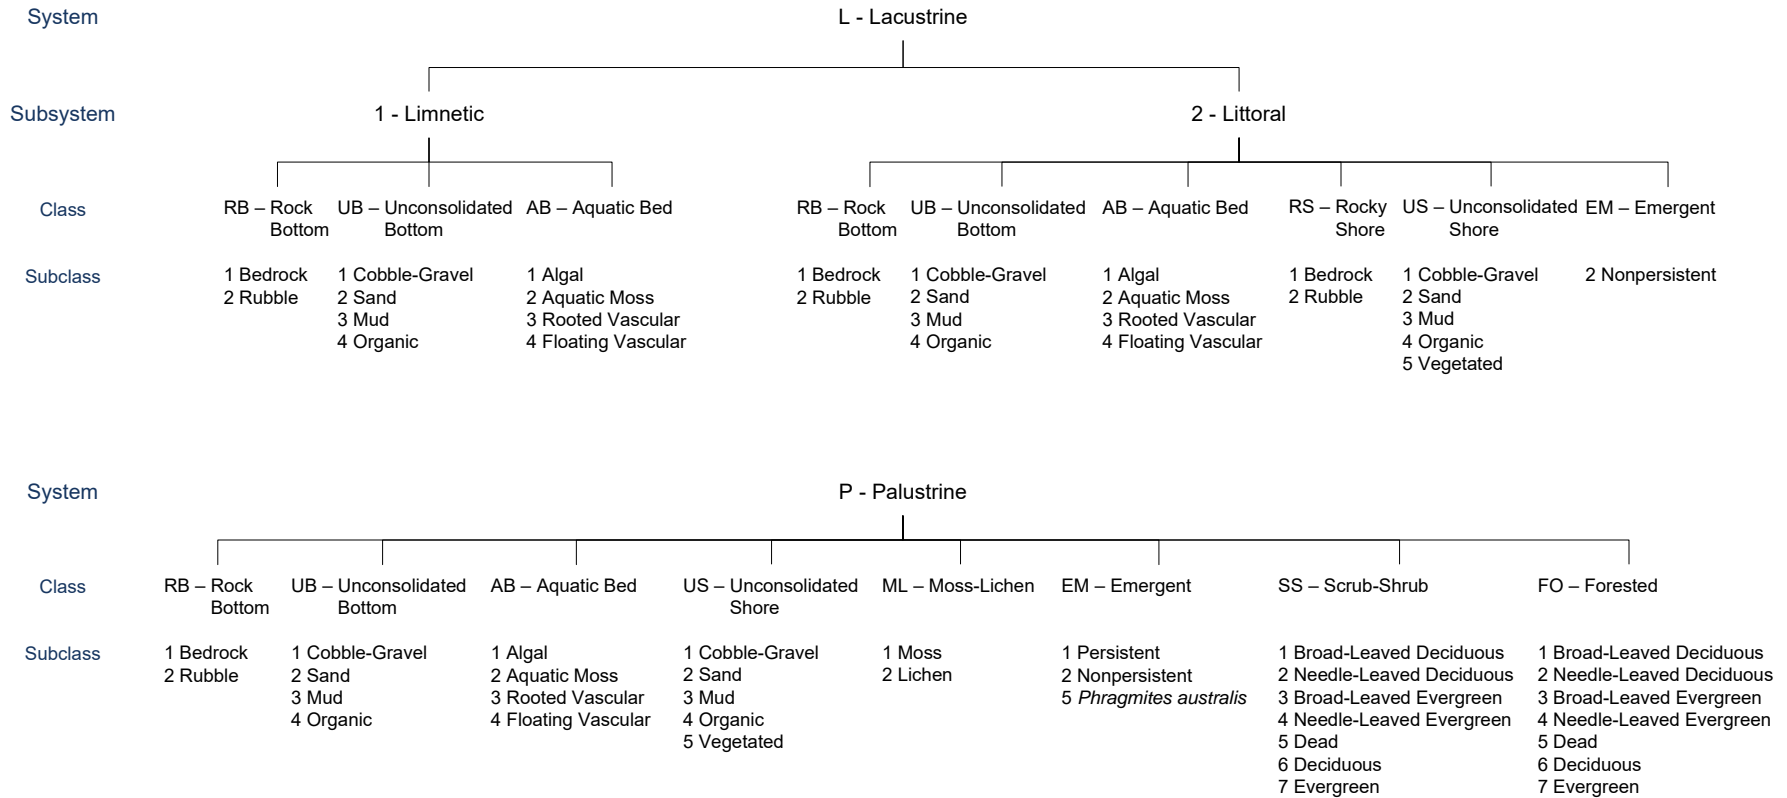 System
L - Lacustrine
Subsystem
1 - Limnetic
2 - Littoral
Class
RB – Rock
Bottom
UB – Unconsolidated
Bottom
AB – Aquatic Bed
RB – Rock
Bottom
UB – Unconsolidated
Bottom
AB – Aquatic Bed
RS – Rocky
Shore
US – Unconsolidated
Shore
EM – Emergent
Subclass
1 Bedrock
2 Rubble
1 Cobble-Gravel
2 Sand
3 Mud
4 Organic
1 Algal
2 Aquatic Moss
3 Rooted Vascular
4 Floating Vascular
1 Bedrock
2 Rubble
1 Cobble-Gravel
2 Sand
3 Mud
4 Organic
1 Algal
2 Aquatic Moss
3 Rooted Vascular
4 Floating Vascular
1 Bedrock
2 Rubble
1 Cobble-Gravel
2 Sand
3 Mud
4 Organic
5 Vegetated
2 Nonpersistent
System
P - Palustrine
Class
RB – Rock
Bottom
UB – Unconsolidated
Bottom
AB – Aquatic Bed
US – Unconsolidated
Shore
ML – Moss-Lichen
EM – Emergent
SS – Scrub-Shrub
FO – Forested
Subclass
1 Bedrock
2 Rubble
1 Cobble-Gravel
2 Sand
3 Mud
4 Organic
1 Algal
2 Aquatic Moss
3 Rooted Vascular
4 Floating Vascular
1 Cobble-Gravel
2 Sand
3 Mud
4 Organic
5 Vegetated
1 Moss
2 Lichen
1 Persistent
2 Nonpersistent
5 Phragmites australis
1 Broad-Leaved Deciduous
2 Needle-Leaved Deciduous
3 Broad-Leaved Evergreen
4 Needle-Leaved Evergreen
5 Dead
6 Deciduous
7 Evergreen
1 Broad-Leaved Deciduous
2 Needle-Leaved Deciduous
3 Broad-Leaved Evergreen
4 Needle-Leaved Evergreen
5 Dead
6 Deciduous
7 Evergreen